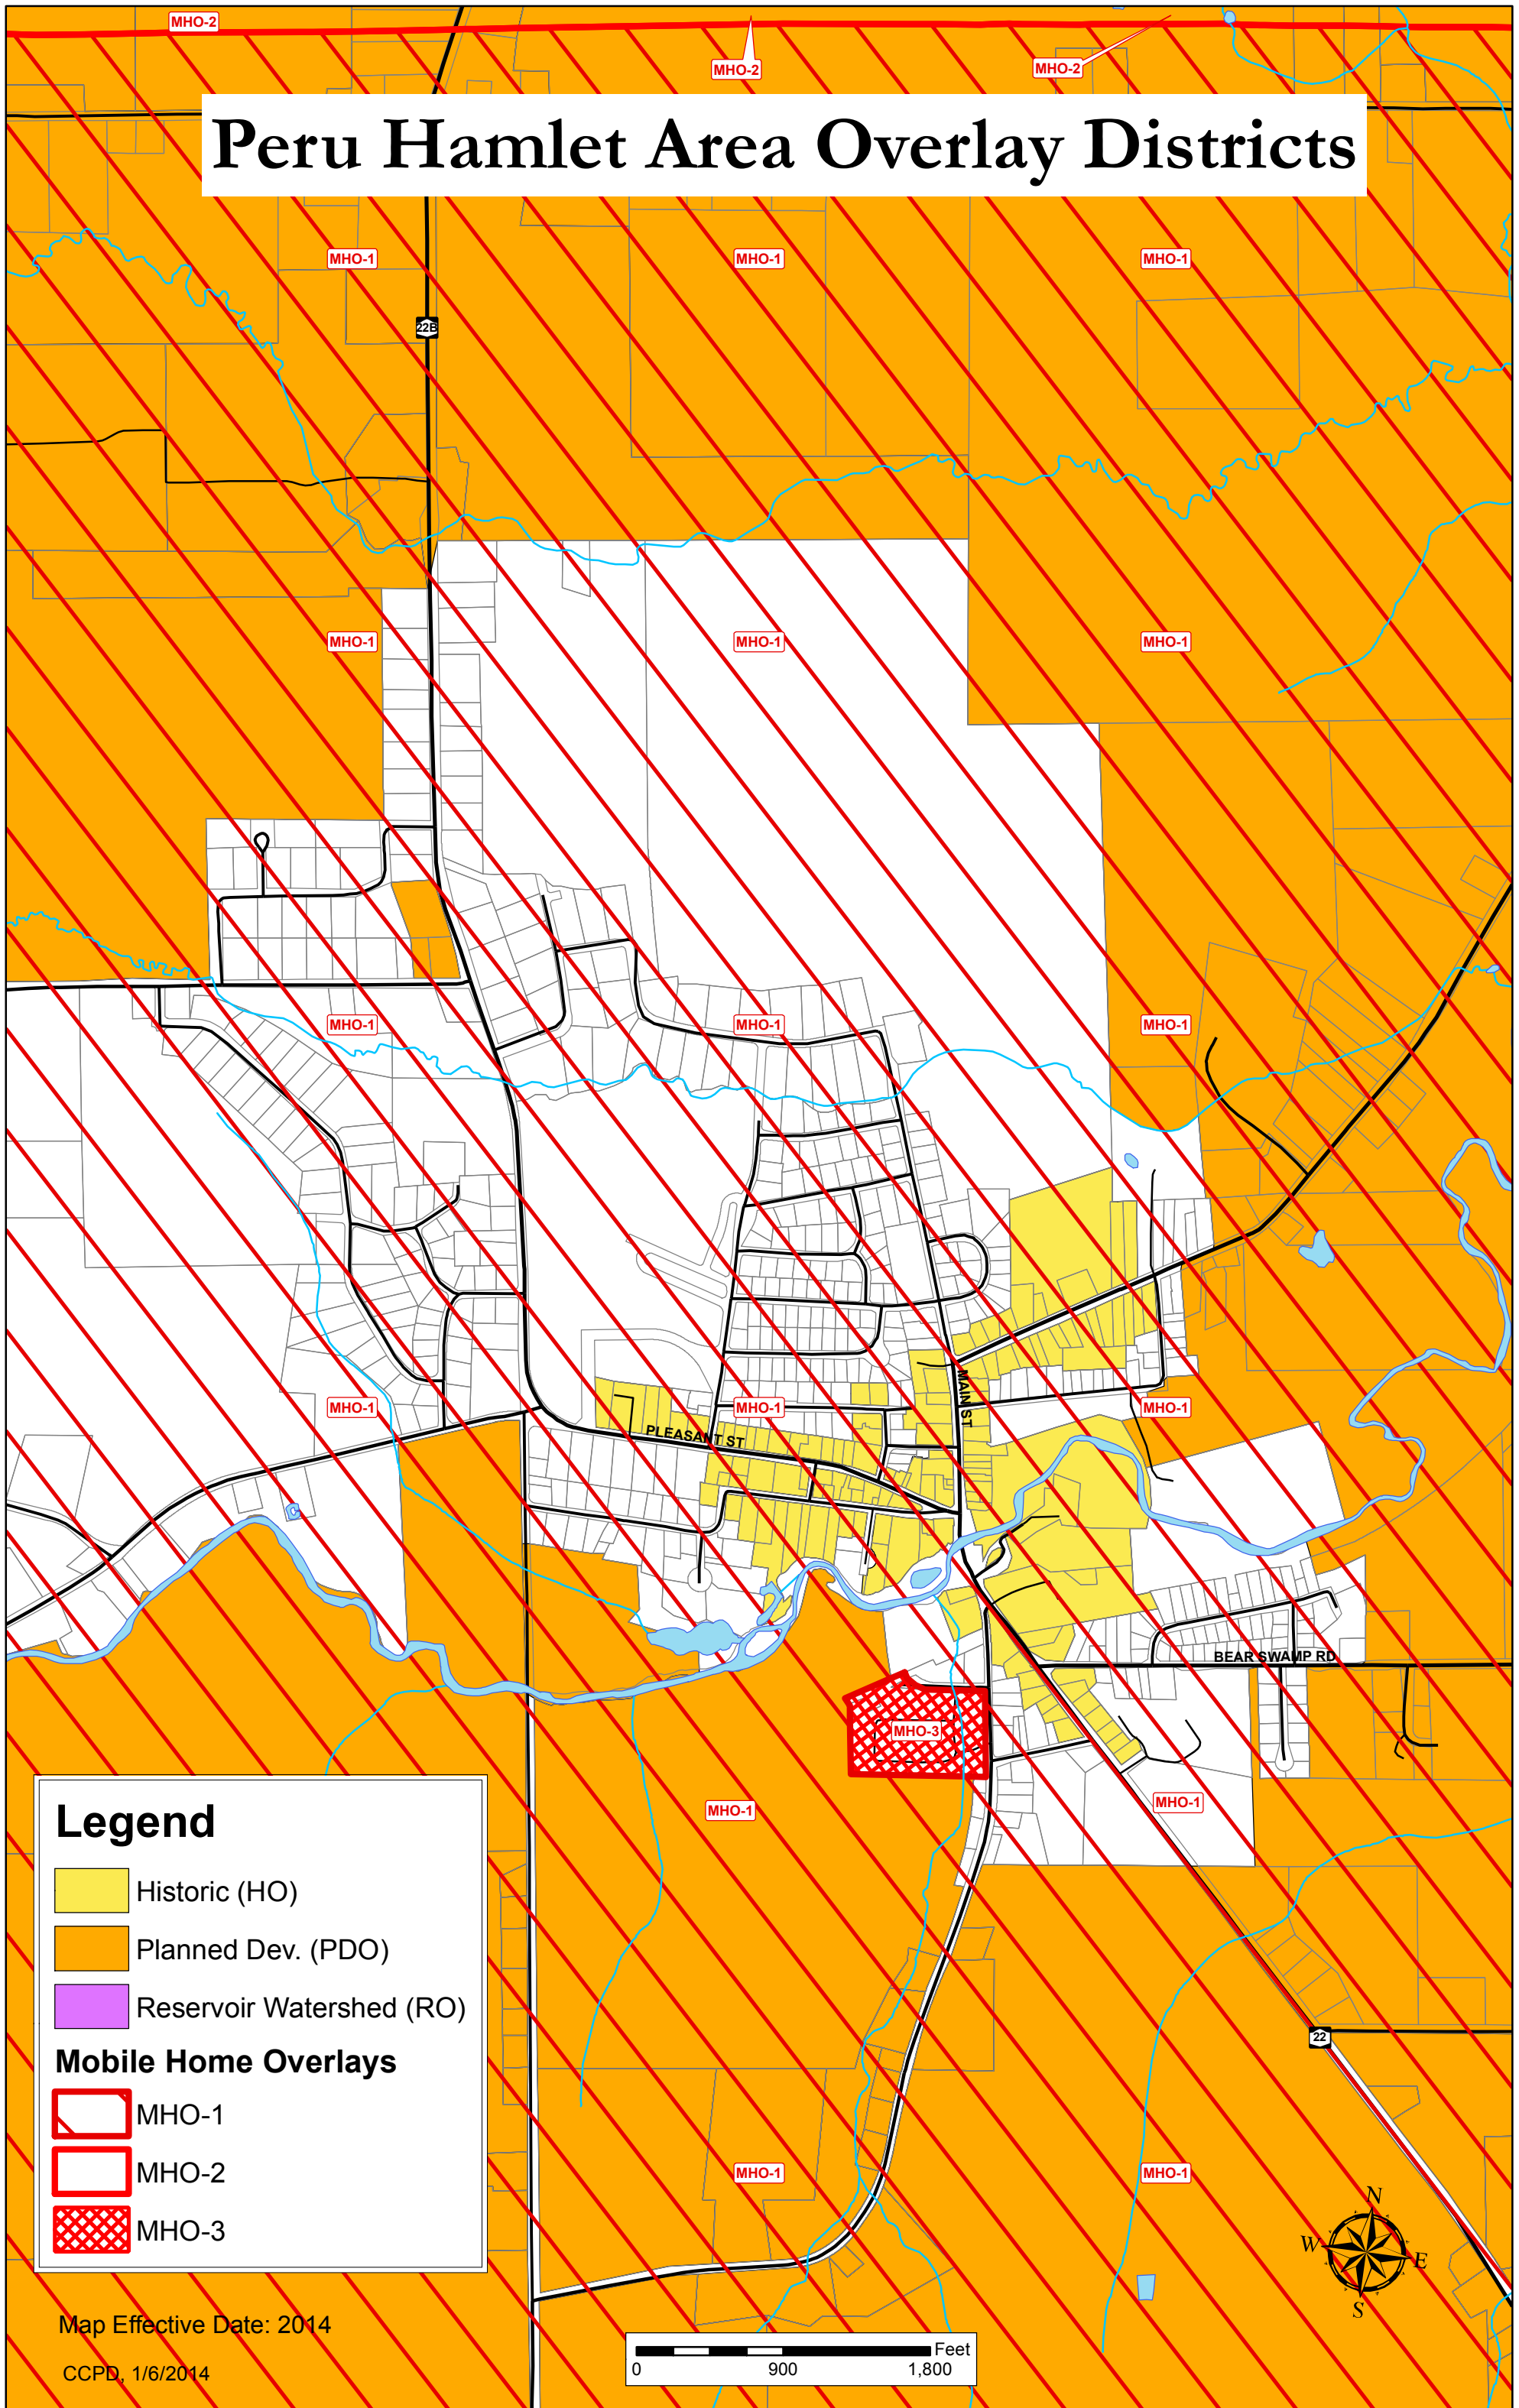 MHO-2
MHO-2
MHO-2
Peru Hamlet Area Overlay Districts
MHO-1
MHO-1
MHO-1
22B
MHO-1
MHO-1
MHO-1
MHO-1
MHO-1
MHO-1
MHO-1
MHO-1
MHO-1
MAIN ST
PLEASANT ST
BEAR SWAMP RD
MHO-3
MHO-1
MHO-1
Legend
Historic (HO)
Planned Dev. (PDO)
Reservoir Watershed (RO)
Mobile Home Overlays
MHO-1
MHO-2
MHO-3
22
MHO-1
MHO-1
N
W
E
S
Map Effective Date: 2014
CCPD, 1/6/2014
Feet
0 900 1,800